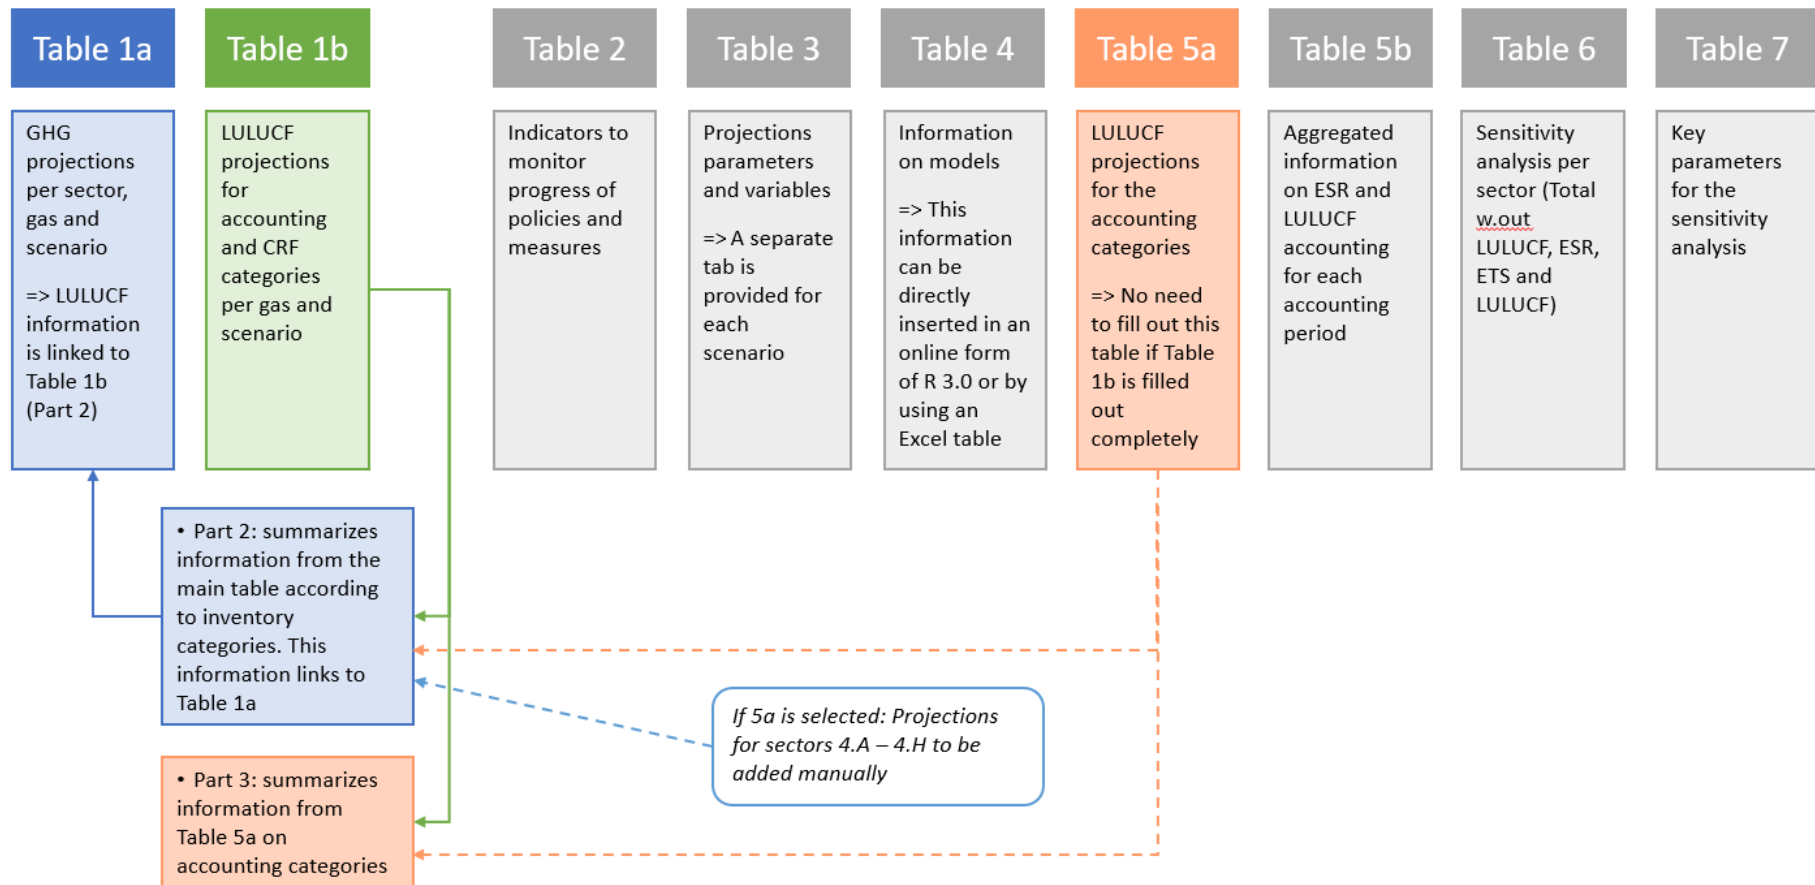 Table 1a
Table 1b
Table 2
Table 3
Table 4
Table 5a
Table 5b
Table 6
Table 7
GHG
projections
per sector,
gas and
scenario
=> LULUCF
information
is linked to
Table 1b
(Part 2)
LULUCF
projections
for
accounting
and CRF
categories
per gas and
scenario
Indicators to
monitor
progress of
policies and
measures
Projections
parameters
and variables
=> A separate
tab is
provided for
each
scenario
Information
on models
=> This
information
can be
directly
inserted in an
online form
of R 3.0 or by
using an
Excel table
LULUCF
projections
for the
accounting
categories
=> No need
to fill out this
table if Table
1b is filled
out
completely
Aggregated
information
on ESR and
LULUCF
accounting
for each
accounting
period
Sensitivity
analysis per
sector (Total
w.out
LULUCF, ESR,
ETS and
LULUCF)
Key
parameters
for the
sensitivity
analysis
• Part 2: summarizes
information from the
main table according
to inventory
categories. This
information links to
Table 1a
If 5a is selected: Projections
for sectors 4.A – 4.H to be
added manually
• Part 3: summarizes
information from
Table 5a on
accounting categories